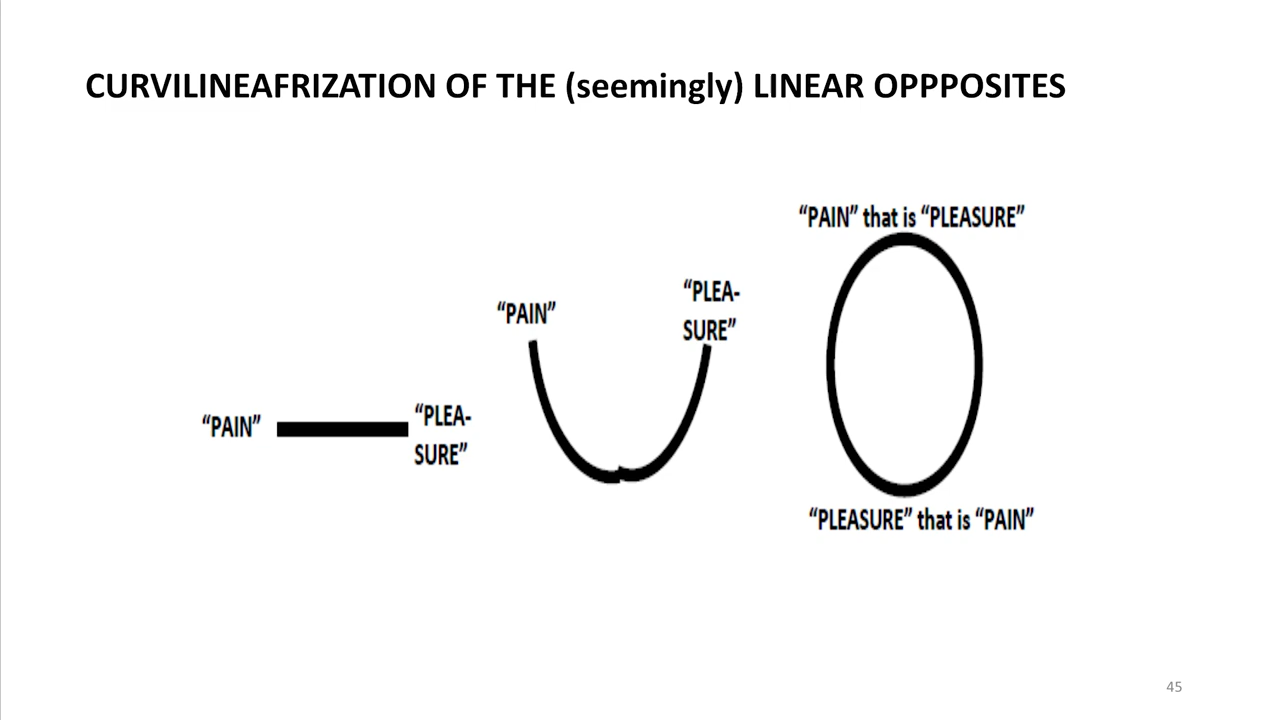 CURVILINEAFRIZATION OF THE (seemingly) LINEAR OPPPOSITES
“PAIN”
“PLEA-
SURE”
“PAIN”
“PLEA-
SURE”
“PAIN” that is “PLEASURE”
“PLEASURE” that is “PAIN”
45